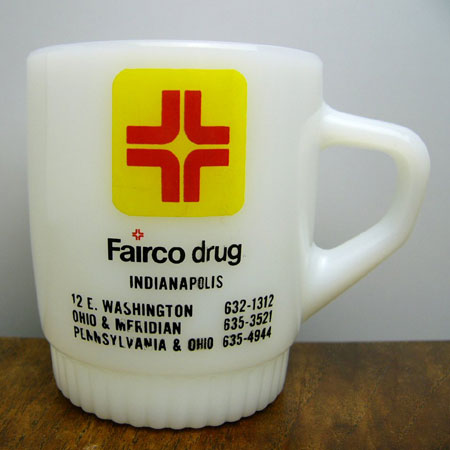 Fairco drug
INDIANAPOLIS
12 E. WASHINGTON 632-1312
OHIO & MERIDIAN 635-3521
PENNSYLVANIA & OHIO 635-4944